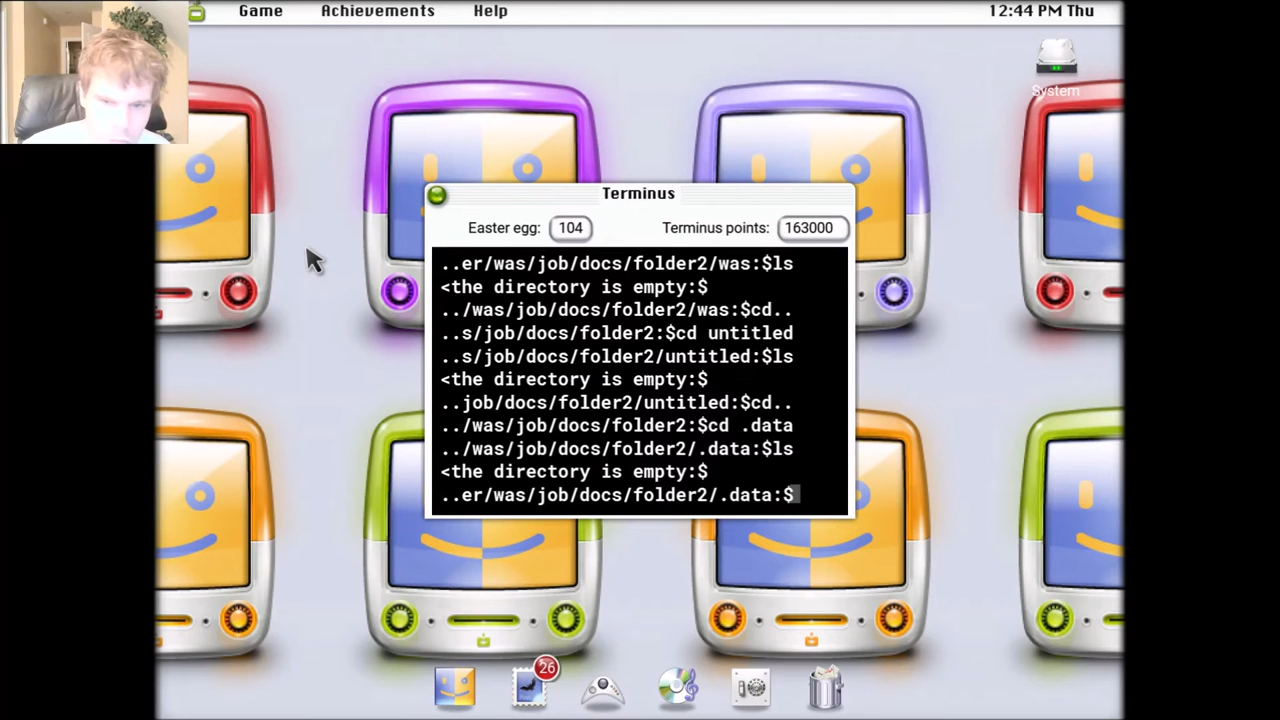 Game Achievements Help 12:44 PM Thu
System
Terminus
Easter egg: 104 Terminus points: 163000
..er/was/job/docs/folder2/was:$ls
<the directory is empty:$
../was/job/docs/folder2/was:$cd..
..s/job/docs/folder2:$cd untitled
..s/job/docs/folder2/untitled:$ls
<the directory is empty:$
..job/docs/folder2/untitled:$cd..
../was/job/docs/folder2:$cd .data
../was/job/docs/folder2/.data:$ls
<the directory is empty:$
..er/was/job/docs/folder2/.data:$
26